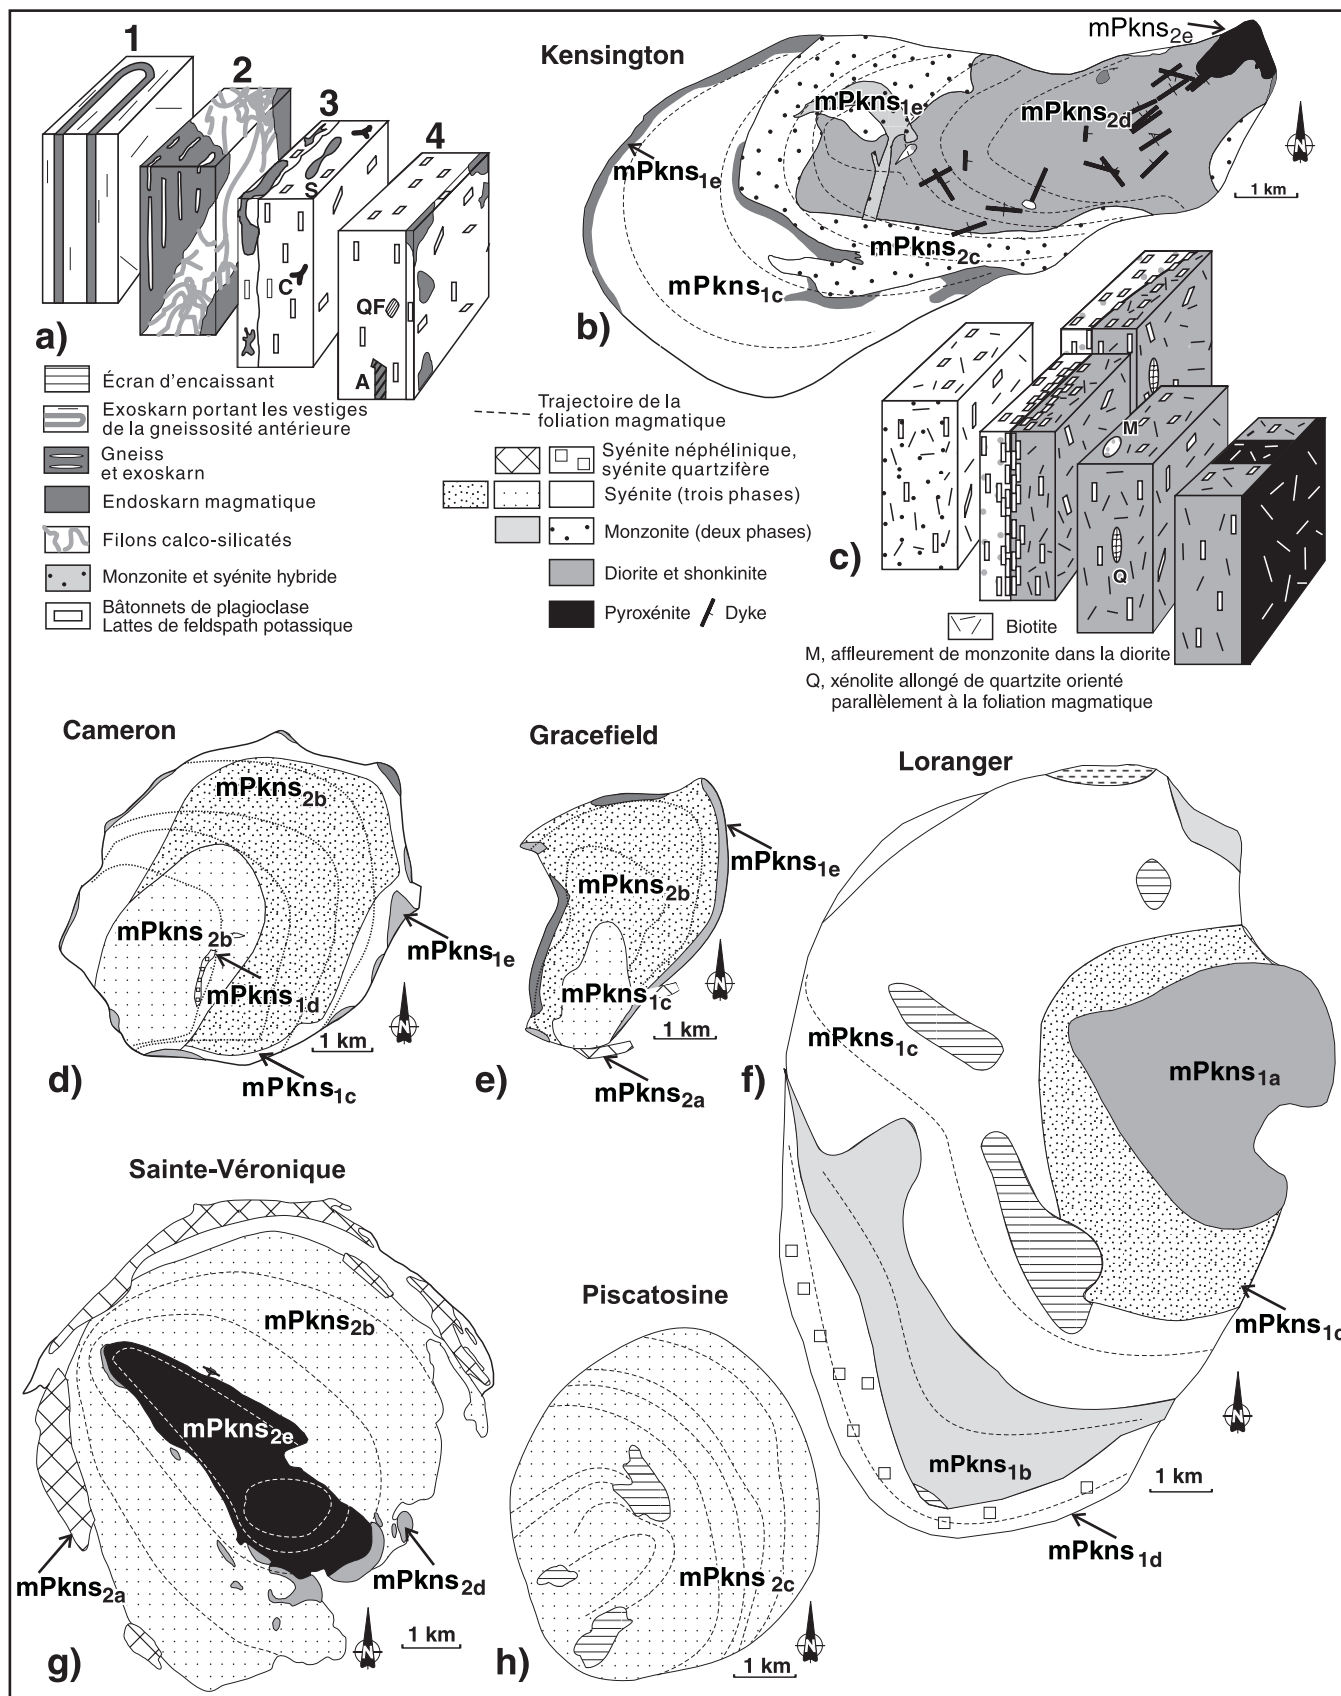 1
2
3
4
S
C
QF
A
a)
Kensington
mPkns2e
mPkns1e
mPkns2d
mPkns1e
mPkns2c
mPkns1c
N
1 km
b)
Écran d'encaissant
Exoskarn portant les vestiges
de la gneissosité antérieure
Gneiss
et exoskarn
Endoskarn magmatique
Filons calco-silicatés
Monzonite et syénite hybride
Bâtonnets de plagioclase
Lattes de feldspath potassique
Trajectoire de la
foliation magmatique
Syénite néphélinique,
syénite quartzifère
Syénite (trois phases)
Monzonite (deux phases)
Diorite et shonkinite
Pyroxénite
Dyke
c)
M
Q
Biotite
M, affleurement de monzonite dans la diorite
Q, xénolite allongé de quartzite orienté
parallèlement à la foliation magmatique
Cameron
mPkns2b
mPkns2b
mPkns1e
mPkns1d
N
1 km
mPkns1c
d)
Gracefield
mPkns1e
mPkns2b
mPkns1c
N
1 km
mPkns2a
e)
Loranger
mPkns1c
mPkns1a
mPkns1c
mPkns1b
N
1 km
mPkns1d
f)
Sainte-Véronique
mPkns2b
mPkns2e
mPkns2a
mPkns2d
N
1 km
g)
Piscatosine
mPkns2c
N
1 km
h)